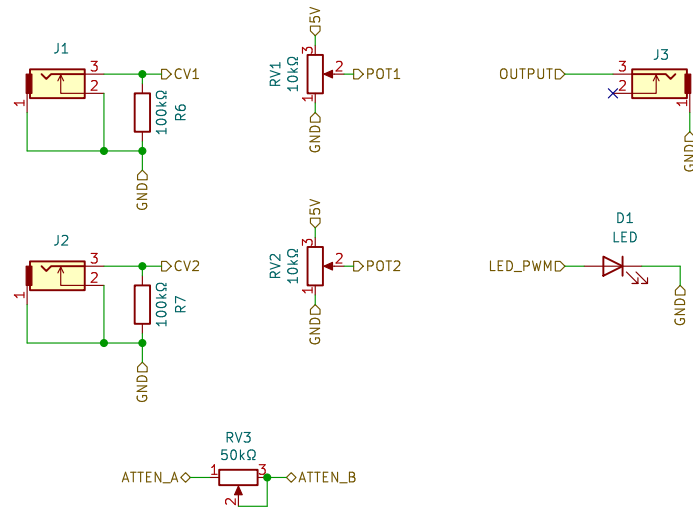 J1
3
2
1
CV1
100kΩ
R6
GND
5V
RV1
10kΩ
3
2
1
POT1
GND
OUTPUT
J3
3
2
1
GND
J2
3
2
1
CV2
100kΩ
R7
GND
5V
RV2
10kΩ
3
2
1
POT2
GND
D1
LED
LED_PWM
GND
RV3
50kΩ
ATTEN_A
1
3
2
ATTEN_B